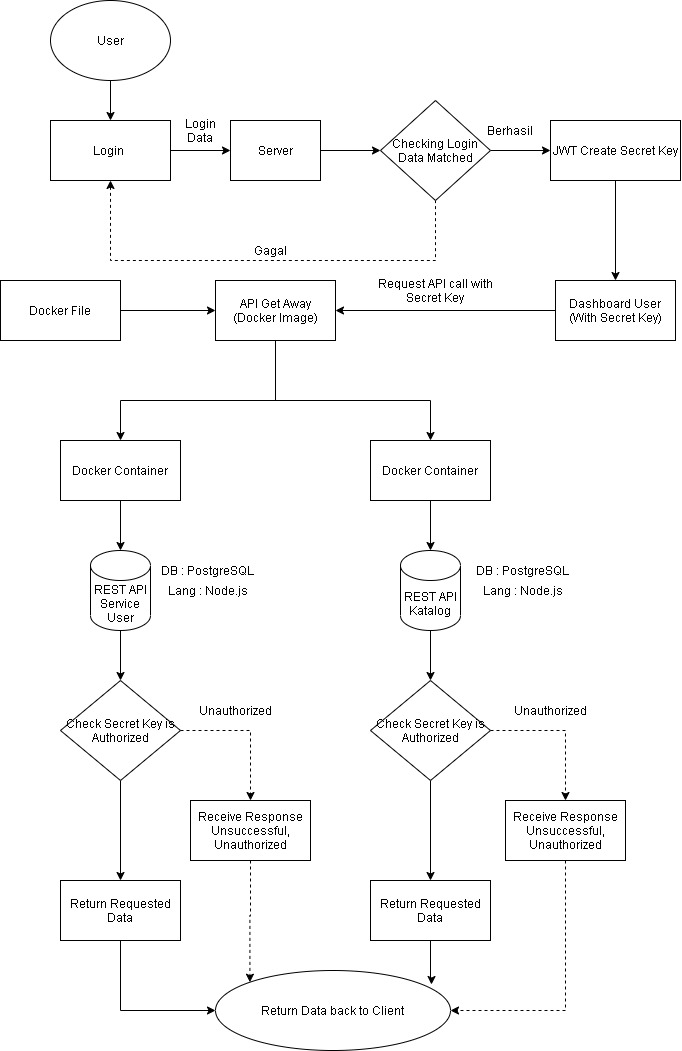 User
Login
Login
Data
Server
Checking Login
Data Matched
Berhasil
JWT Create Secret Key
Gagal
Docker File
API Get Away
(Docker Image)
Request API call with
Secret Key
Dashboard User
(With Secret Key)
Docker Container
Docker Container
REST API
Service
User
DB : PostgreSQL
Lang : Node.js
REST API
Katalog
DB : PostgreSQL
Lang : Node.js
Check Secret Key is
Authorized
Unauthorized
Check Secret Key is
Authorized
Unauthorized
Receive Response
Unsuccessful,
Unauthorized
Receive Response
Unsuccessful,
Unauthorized
Return Requested
Data
Return Requested
Data
Return Data back to Client